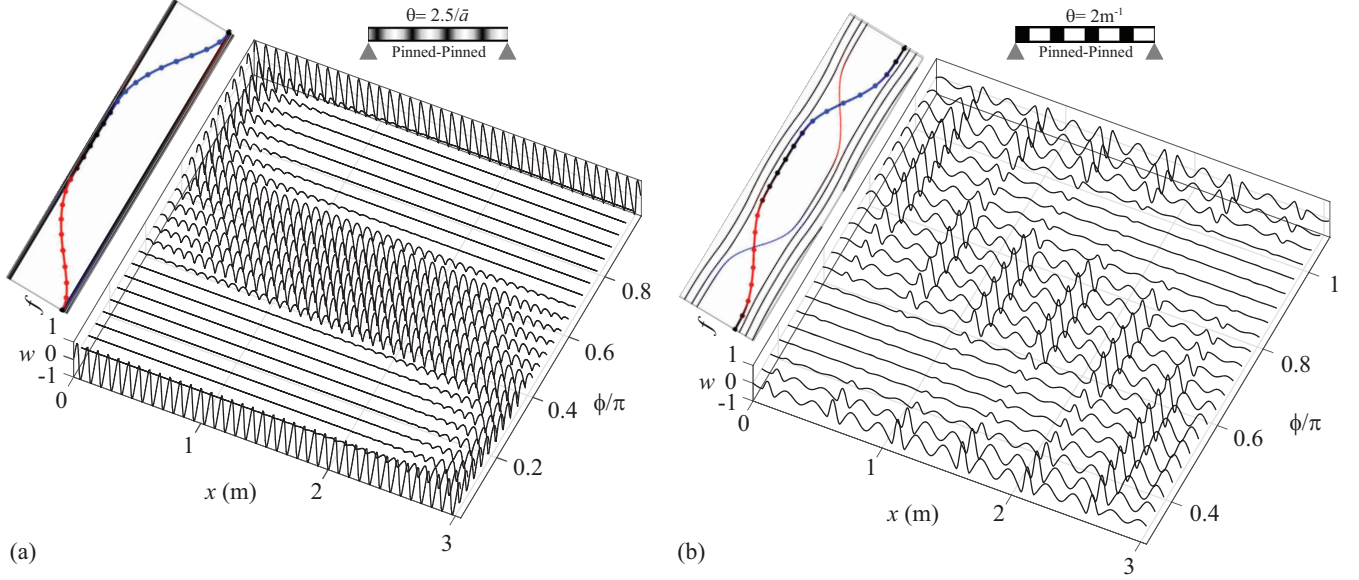 θ= 2.5/ā
Pinned-Pinned
f
1
w 0
-1
0
1
2
3
x (m)
0.2
0.4
0.6
0.8
ϕ/π
(a)
θ= 2m⁻¹
Pinned-Pinned
f
1
w 0
-1
0
1
2
3
x (m)
0.4
0.6
0.8
1
ϕ/π
(b)